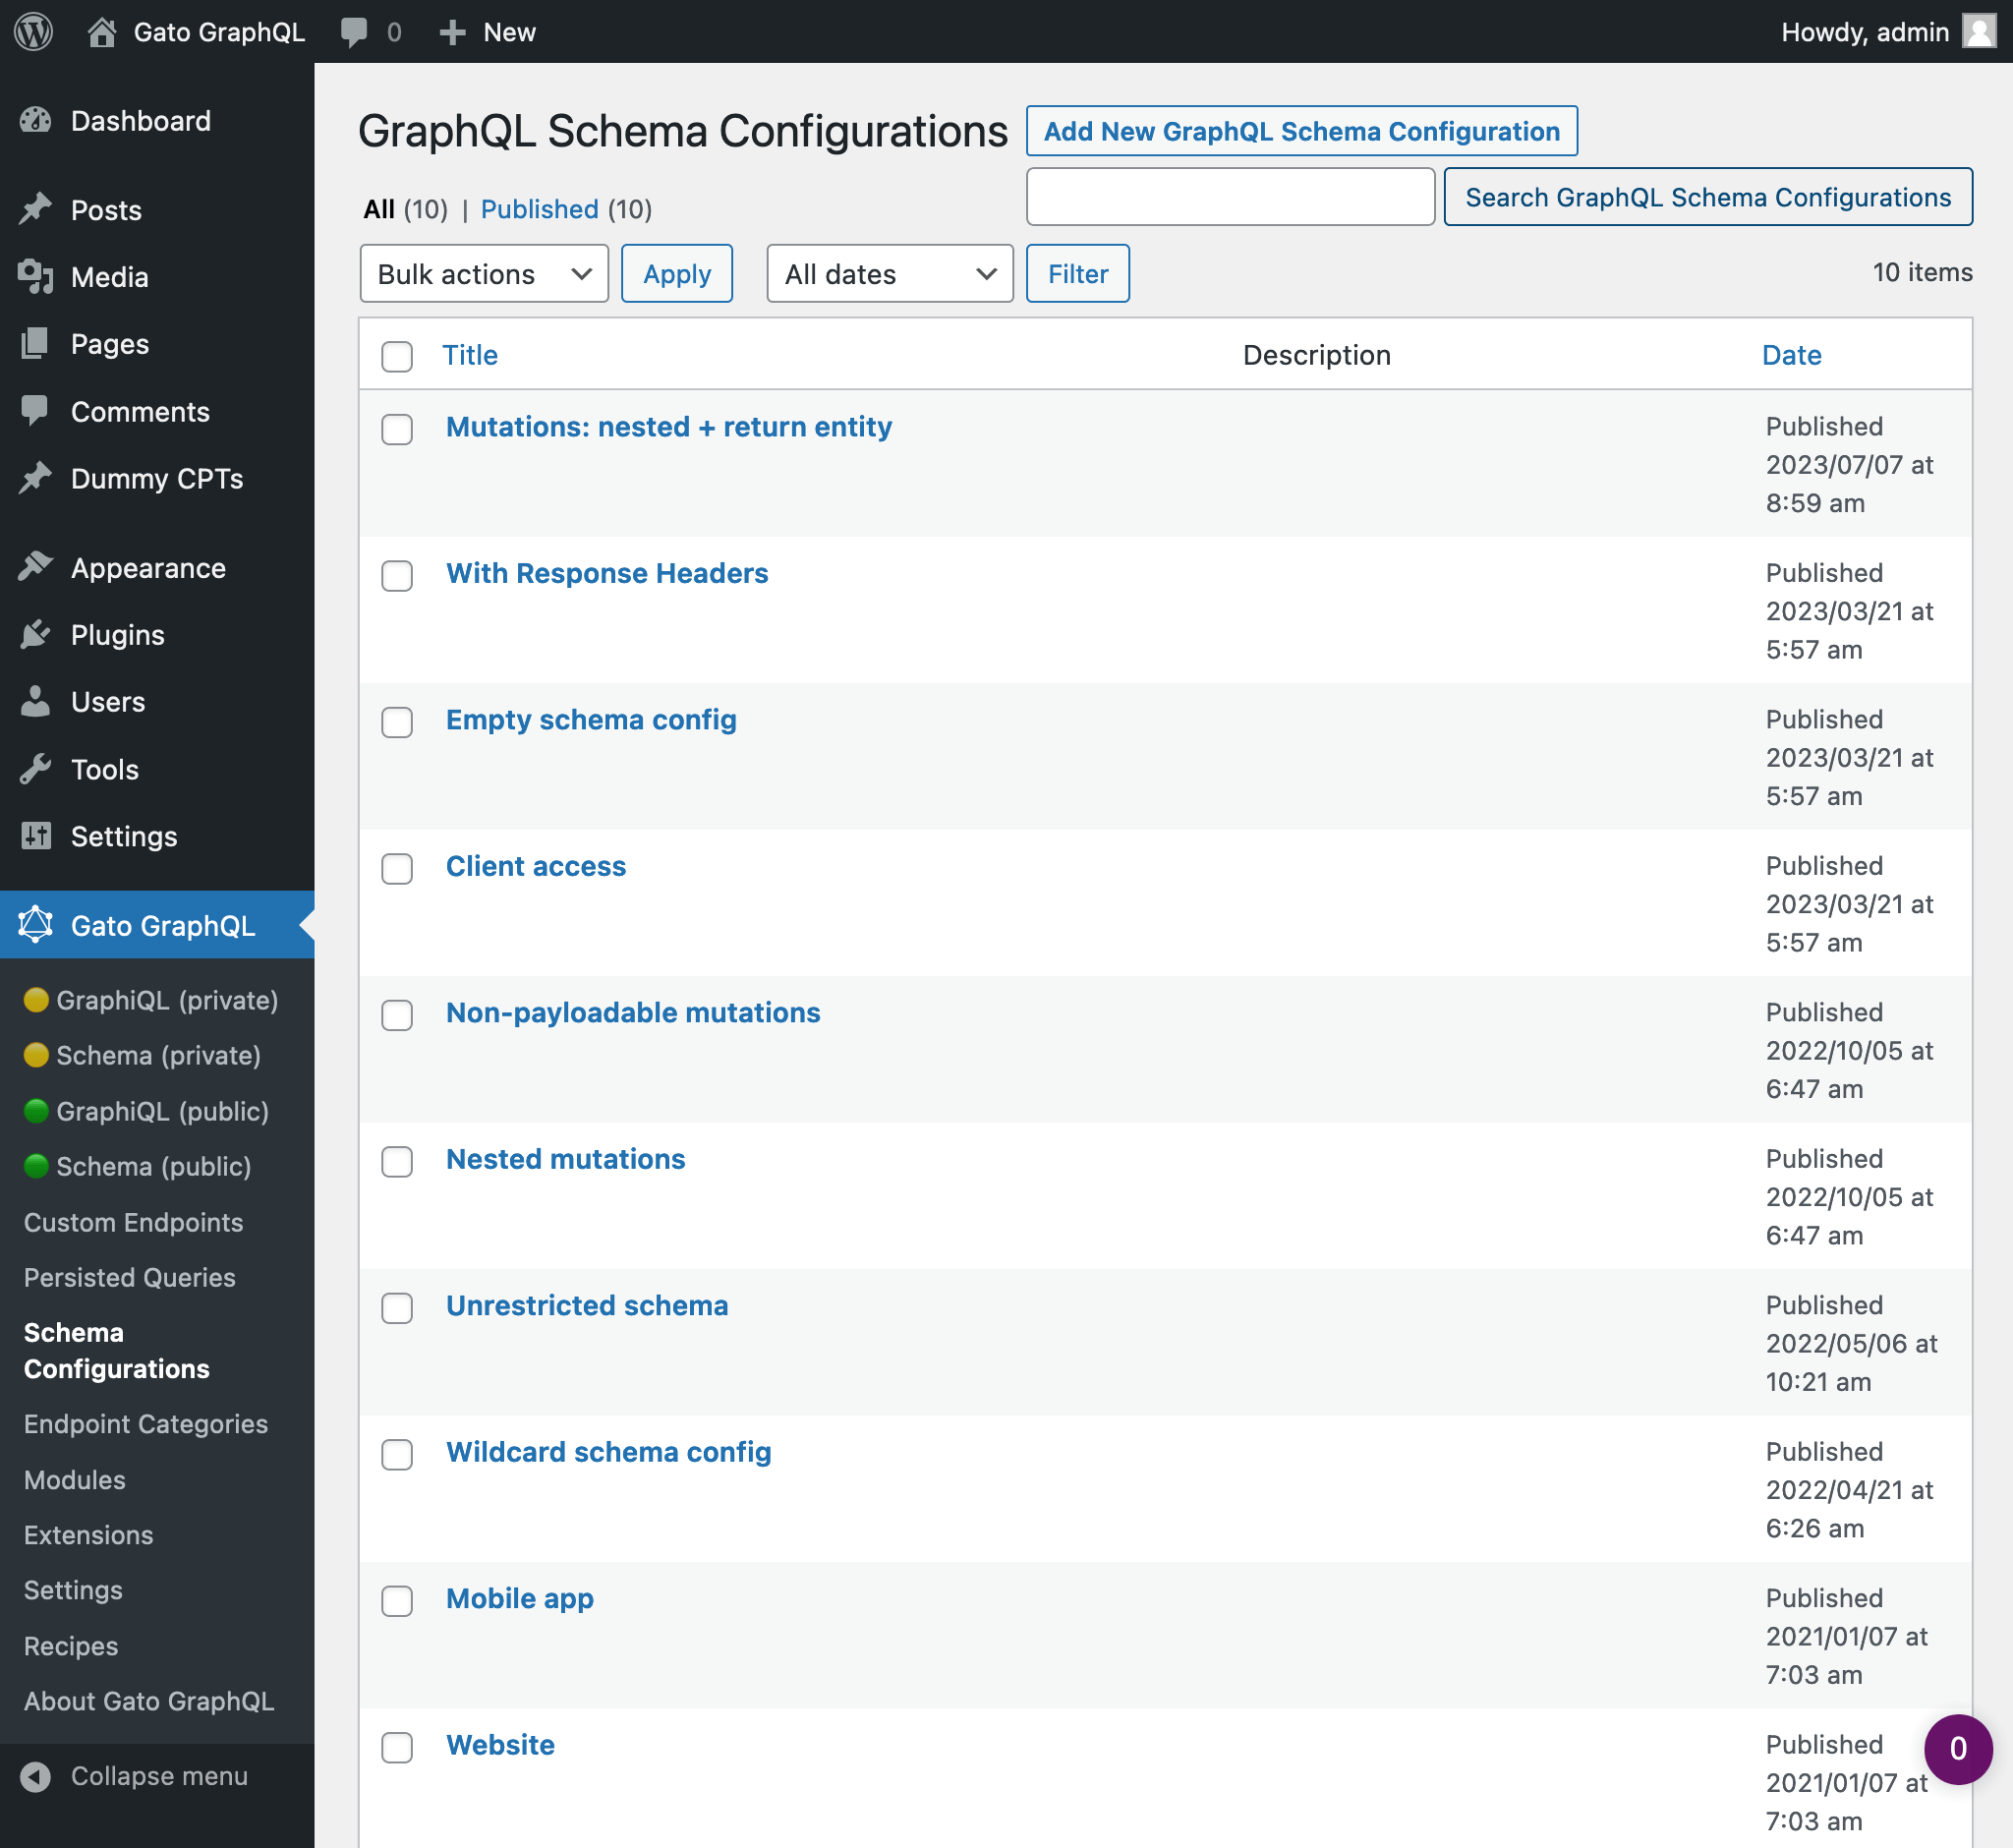 Gato GraphQL 0 New Howdy, admin
Dashboard
Posts
Media
Pages
Comments
Dummy CPTs
Appearance
Plugins
Users
Tools
Settings
Gato GraphQL
GraphiQL (private)
Schema (private)
GraphiQL (public)
Schema (public)
Custom Endpoints
Persisted Queries
Schema
Configurations
Endpoint Categories
Modules
Extensions
Settings
Recipes
About Gato GraphQL
Collapse menu
GraphQL Schema Configurations Add New GraphQL Schema Configuration
All (10) | Published (10) Search GraphQL Schema Configurations
Bulk actions Apply All dates Filter 10 items
Title Description Date
Mutations: nested + return entity Published
2023/07/07 at
8:59 am
With Response Headers Published
2023/03/21 at
5:57 am
Empty schema config Published
2023/03/21 at
5:57 am
Client access Published
2023/03/21 at
5:57 am
Non-payloadable mutations Published
2022/10/05 at
6:47 am
Nested mutations Published
2022/10/05 at
6:47 am
Unrestricted schema Published
2022/05/06 at
10:21 am
Wildcard schema config Published
2022/04/21 at
6:26 am
Mobile app Published
2021/01/07 at
7:03 am
Website Published
2021/01/07 at
7:03 am
0